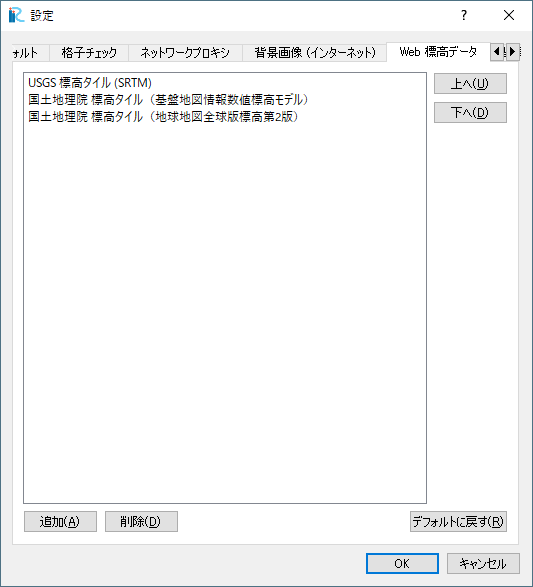 設定
ォルト
格子チェック
ネットワークプロキシ
背景画像 (インターネット)
Web 標高データ
USGS 標高タイル (SRTM)
国土地理院 標高タイル（基盤地図情報数値標高モデル）
国土地理院 標高タイル（地球地図全球版標高第2版）
上へ(U)
下へ(D)
追加(A)
削除(D)
デフォルトに戻す(R)
OK
キャンセル